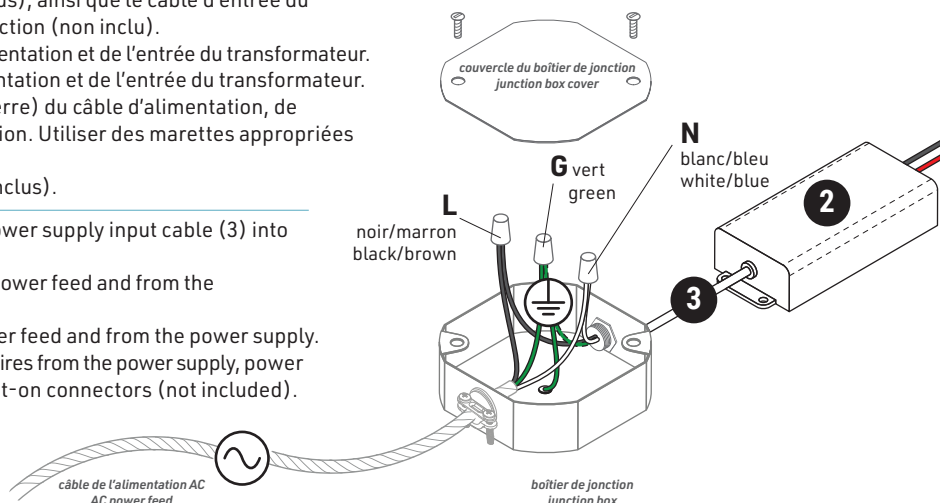 ainsi que le câble d'entrée du
ction (non inclu).
entation et de l'entrée du transformateur.
ntation et de l'entrée du transformateur.
erre) du câble d'alimentation, de
ion. Utiliser des marettes appropriées
nclus).
ower supply input cable (3) into
power feed and from the
er feed and from the power supply.
ires from the power supply, power
t-on connectors (not included).
couvercle du boîtier de jonction
junction box cover
N
blanc/bleu
white/blue
G vert
green
L
noir/marron
black/brown
2
3
câble de l'alimentation AC
AC power feed
boîtier de jonction
junction box